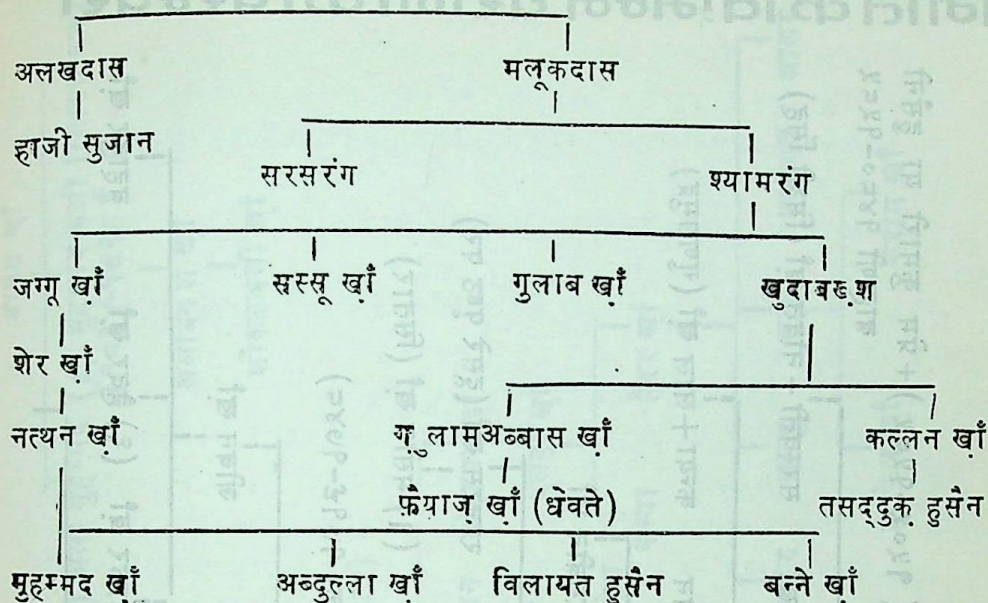 अलखदास मलूकदास
हाजी सुजान
सरसरंग श्यामरंग
जग्गू ख़ाँ सस्सू ख़ाँ गुलाब ख़ाँ खुदाबख़्श
शेर ख़ाँ
नत्थन ख़ाँ ग़ुलामअब्बास ख़ाँ कल्लन ख़ाँ
फ़ैयाज़ ख़ाँ (धेवते) तसद्दुक़ हुसैन
मुहम्मद ख़ाँ अब्दुल्ला ख़ाँ विलायत हुसैन बन्ने ख़ाँ